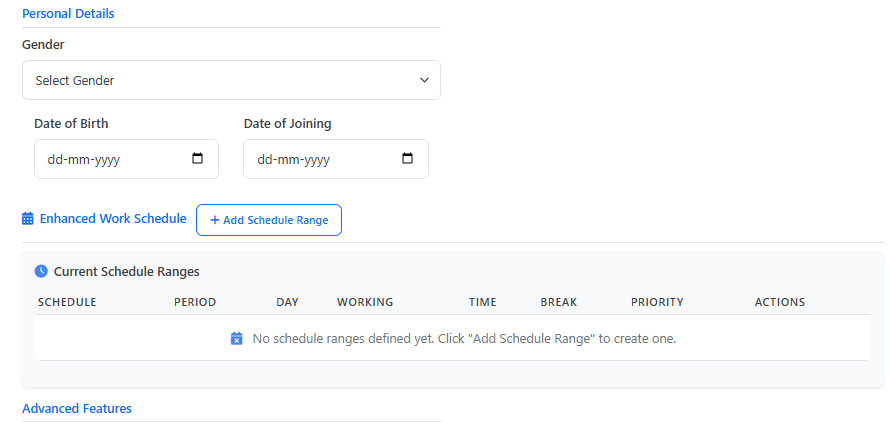 Personal Details
Gender
Select Gender
Date of Birth Date of Joining
dd-mm-yyyy dd-mm-yyyy
Enhanced Work Schedule + Add Schedule Range
Current Schedule Ranges
SCHEDULE PERIOD DAY WORKING TIME BREAK PRIORITY ACTIONS
No schedule ranges defined yet. Click "Add Schedule Range" to create one.
Advanced Features